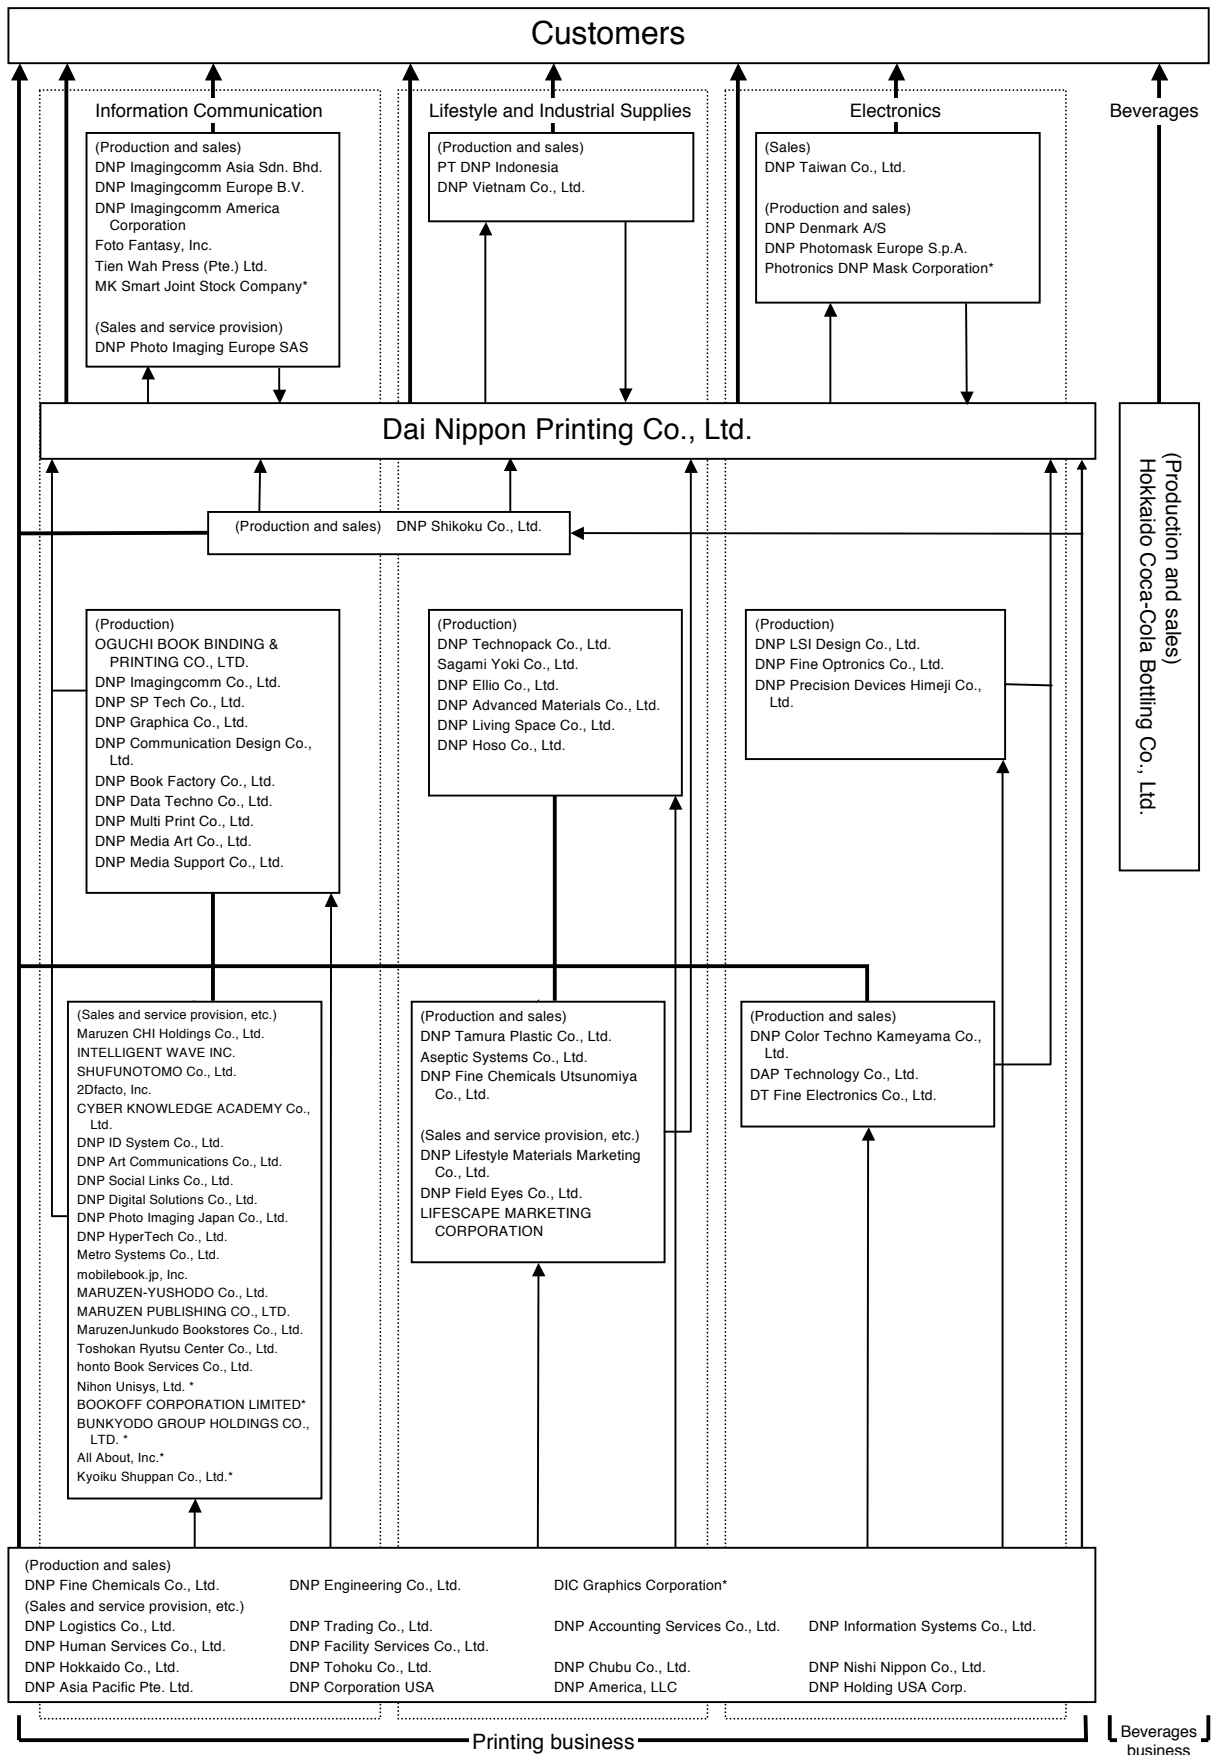 Customers
Information Communication
(Production and sales)
DNP Imagingcomm Asia Sdn. Bhd.
DNP Imagingcomm Europe B.V.
DNP Imagingcomm America
Corporation
Foto Fantasy, Inc.
Tien Wah Press (Pte.) Ltd.
MK Smart Joint Stock Company*
(Sales and service provision)
DNP Photo Imaging Europe SAS
Lifestyle and Industrial Supplies
(Production and sales)
PT DNP Indonesia
DNP Vietnam Co., Ltd.
Electronics
(Sales)
DNP Taiwan Co., Ltd.
(Production and sales)
DNP Denmark A/S
DNP Photomask Europe S.p.A.
Photronics DNP Mask Corporation*
Beverages
Dai Nippon Printing Co., Ltd.
(Production and sales)
Hokkaido Coca-Cola Bottling Co., Ltd.
(Production and sales) DNP Shikoku Co., Ltd.
(Production)
OGUCHI BOOK BINDING &
PRINTING CO., LTD.
DNP Imagingcomm Co., Ltd.
DNP SP Tech Co., Ltd.
DNP Graphica Co., Ltd.
DNP Communication Design Co.,
Ltd.
DNP Book Factory Co., Ltd.
DNP Data Techno Co., Ltd.
DNP Multi Print Co., Ltd.
DNP Media Art Co., Ltd.
DNP Media Support Co., Ltd.
(Production)
DNP Technopack Co., Ltd.
Sagami Yoki Co., Ltd.
DNP Ellio Co., Ltd.
DNP Advanced Materials Co., Ltd.
DNP Living Space Co., Ltd.
DNP Hoso Co., Ltd.
(Production)
DNP LSI Design Co., Ltd.
DNP Fine Optronics Co., Ltd.
DNP Precision Devices Himeji Co.,
Ltd.
(Sales and service provision, etc.)
Maruzen CHI Holdings Co., Ltd.
INTELLIGENT WAVE INC.
SHUFUNOTOMO Co., Ltd.
2Dfacto, Inc.
CYBER KNOWLEDGE ACADEMY Co.,
Ltd.
DNP ID System Co., Ltd.
DNP Art Communications Co., Ltd.
DNP Social Links Co., Ltd.
DNP Digital Solutions Co., Ltd.
DNP Photo Imaging Japan Co., Ltd.
DNP HyperTech Co., Ltd.
Metro Systems Co., Ltd.
mobilebook.jp, Inc.
MARUZEN-YUSHODO Co., Ltd.
MARUZEN PUBLISHING CO., LTD.
MaruzenJunkudo Bookstores Co., Ltd.
Toshokan Ryutsu Center Co., Ltd.
honto Book Services Co., Ltd.
Nihon Unisys, Ltd. *
BOOKOFF CORPORATION LIMITED*
BUNKYODO GROUP HOLDINGS CO.,
LTD. *
All About, Inc.*
Kyoiku Shuppan Co., Ltd.*
(Production and sales)
DNP Tamura Plastic Co., Ltd.
Aseptic Systems Co., Ltd.
DNP Fine Chemicals Utsunomiya
Co., Ltd.
(Sales and service provision, etc.)
DNP Lifestyle Materials Marketing
Co., Ltd.
DNP Field Eyes Co., Ltd.
LIFESCAPE MARKETING
CORPORATION
(Production and sales)
DNP Color Techno Kameyama Co.,
Ltd.
DAP Technology Co., Ltd.
DT Fine Electronics Co., Ltd.
(Production and sales)
DNP Fine Chemicals Co., Ltd. DNP Engineering Co., Ltd. DIC Graphics Corporation*
(Sales and service provision, etc.)
DNP Logistics Co., Ltd. DNP Trading Co., Ltd. DNP Accounting Services Co., Ltd. DNP Information Systems Co., Ltd.
DNP Human Services Co., Ltd. DNP Facility Services Co., Ltd.
DNP Hokkaido Co., Ltd. DNP Tohoku Co., Ltd. DNP Chubu Co., Ltd. DNP Nishi Nippon Co., Ltd.
DNP Asia Pacific Pte. Ltd. DNP Corporation USA DNP America, LLC DNP Holding USA Corp.
Printing business
Beverages
business